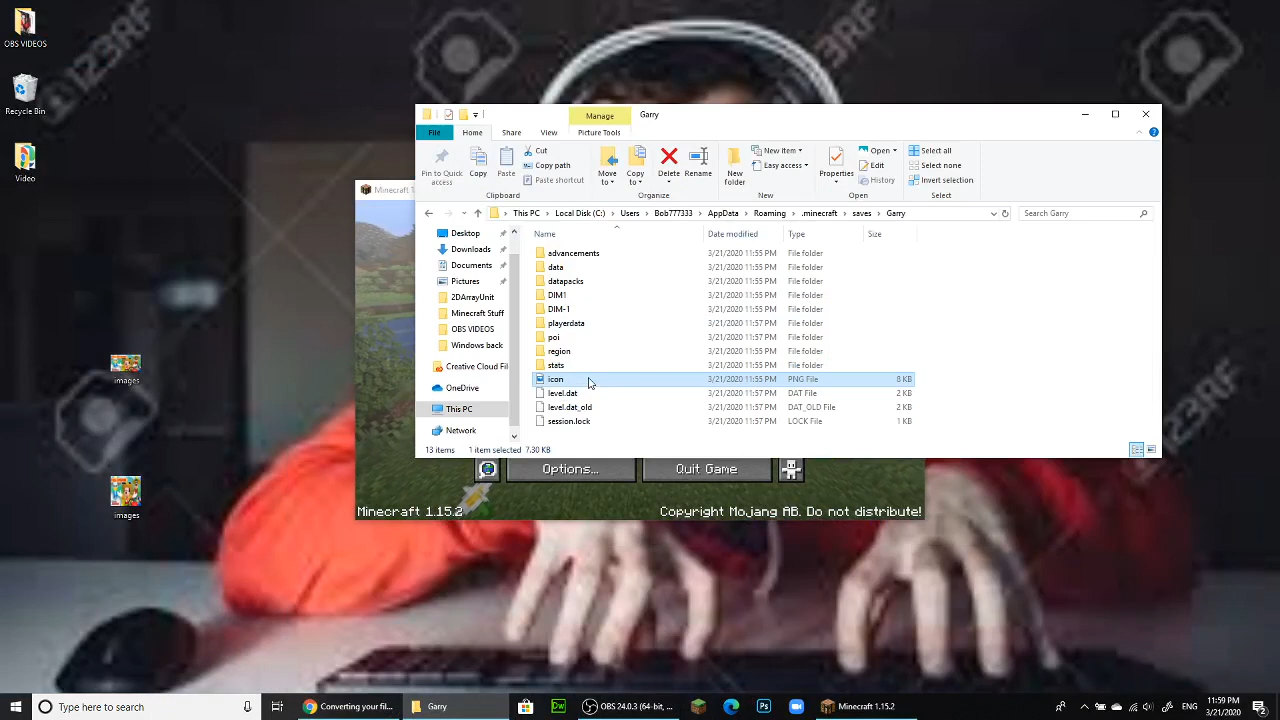 OBS VIDEOS
Recycle Bin
Video
images
images
123RF
123RF
Manage
Garry
File
Home
Share
View
Picture Tools
Pin to Quick access
Copy
Paste
Cut
Copy path
Paste shortcut
Clipboard
Move to
Copy to
Delete
Rename
Organize
New folder
New item
Easy access
New
Properties
Open
Edit
History
Open
Select all
Select none
Invert selection
Select
This PC > Local Disk (C:) > Users > Bob777333 > AppData > Roaming > .minecraft > saves > Garry
Search Garry
Desktop
Downloads
Documents
Pictures
2DArrayUnit
Minecraft Stuff
OBS VIDEOS
Windows back
Creative Cloud Fil
OneDrive
This PC
Network
Name Date modified Type Size
advancements 3/21/2020 11:55 PM File folder
data 3/21/2020 11:55 PM File folder
datapacks 3/21/2020 11:55 PM File folder
DIM1 3/21/2020 11:55 PM File folder
DIM-1 3/21/2020 11:55 PM File folder
playerdata 3/21/2020 11:57 PM File folder
poi 3/21/2020 11:55 PM File folder
region 3/21/2020 11:55 PM File folder
stats 3/21/2020 11:55 PM File folder
icon 3/21/2020 11:55 PM PNG File 8 KB
level.dat 3/21/2020 11:57 PM DAT File 2 KB
level.dat_old 3/21/2020 11:57 PM DAT_OLD File 2 KB
session.lock 3/21/2020 11:57 PM LOCK File 1 KB
13 items 1 item selected 7.30 KB
Minecraft 1
Options...
Quit Game
Minecraft 1.15.2
Copyright Mojang AB. Do not distribute!
Type here to search
Converting your fil...
Garry
Dw
OBS 24.0.3 (64-bit, ...
Ps
Minecraft 1.15.2
ENG
11:59 PM
3/21/2020